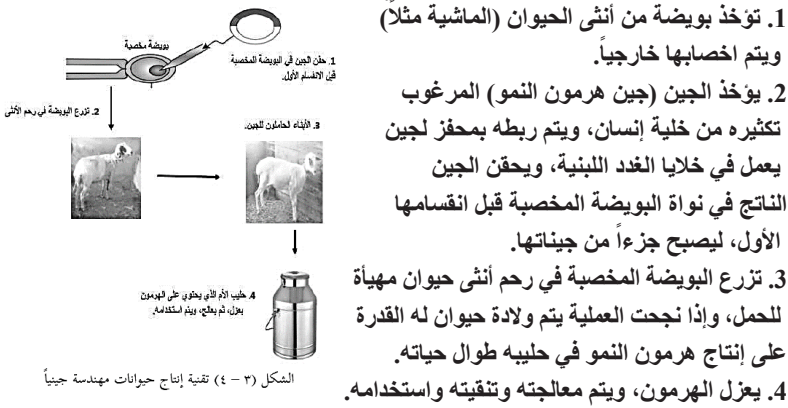 1. تؤخذ بويضة من أنثى الحيوان (الماشية مثلاً)
ويتم اخصابها خارجياً.
2. يؤخذ الجين (جين هرمون النمو) المرغوب
تكثيره من خلية إنسان، ويتم ربطه بمحفز لجين
يعمل في خلايا الغدد اللبنية، ويحقن الجين
الناتج في نواة البويضة المخصبة قبل انقسامها
الأول، ليصبح جزءاً من جيناتها.
3. تزرع البويضة المخصبة في رحم أنثى حيوان مهيأة
للحمل، وإذا نجحت العملية يتم ولادة حيوان له القدرة
على إنتاج هرمون النمو في حليبه طوال حياته.
4. يعزل الهرمون، ويتم معالجته وتنقيته واستخدامه.
بويضة مخصبة
1. حقن الجين في البويضة المخصبة
قبل الانقسام الأول.
2. تزرع البويضة في رحم الأنثى
3. الأبناء الحاملون للجين.
4. حليب الأم الذي يحتوي على الهرمون
يعزل، ثم يعالج، ويتم استخدامه.
الشكل (٣ – ٤) تقنية إنتاج حيوانات مهندسة جينياً